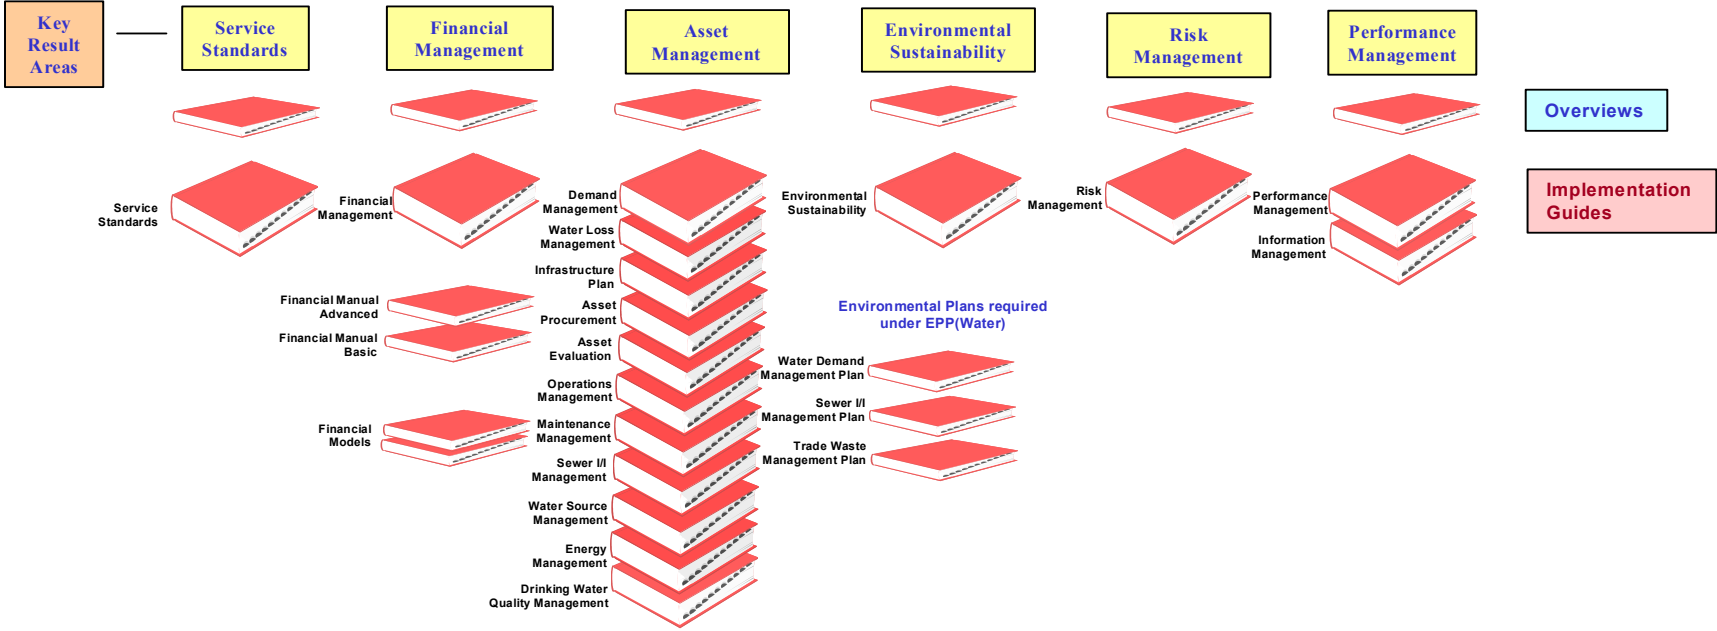 Key
Result
Areas
Service
Standards
Financial
Management
Asset
Management
Environmental
Sustainability
Risk
Management
Performance
Management
Overviews
Implementation
Guides
Service
Standards
Financial
Management
Demand
Management
Water Loss
Management
Infrastructure
Plan
Asset
Procurement
Asset
Evaluation
Operations
Management
Maintenance
Management
Sewer I/I
Management
Water Source
Management
Energy
Management
Drinking Water
Quality Management
Financial Manual
Advanced
Financial Manual
Basic
Financial
Models
Environmental
Sustainability
Environmental Plans required
under EPP(Water)
Water Demand
Management Plan
Sewer I/I
Management Plan
Trade Waste
Management Plan
Risk
Management
Performance
Management
Information
Management